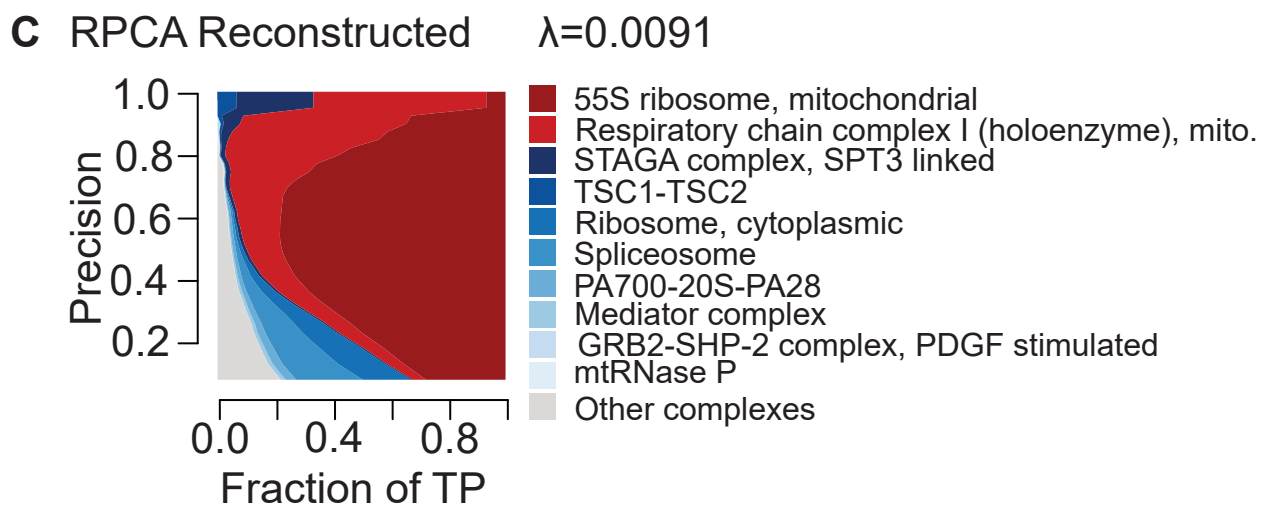 C RPCA Reconstructed λ=0.0091
1.0
0.8
0.6
0.4
0.2
Precision
0.0 0.4 0.8
Fraction of TP
55S ribosome, mitochondrial
Respiratory chain complex I (holoenzyme), mito.
STAGA complex, SPT3 linked
TSC1-TSC2
Ribosome, cytoplasmic
Spliceosome
PA700-20S-PA28
Mediator complex
GRB2-SHP-2 complex, PDGF stimulated
mtRNase P
Other complexes